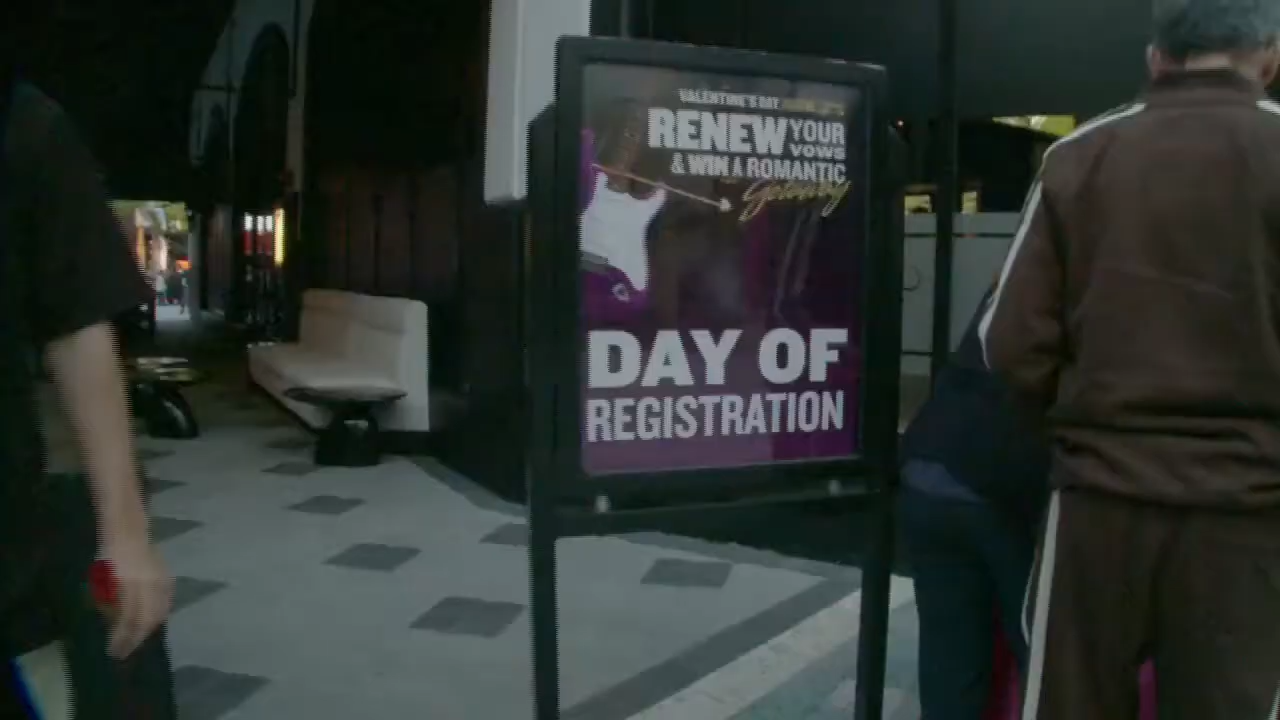 VALENTINE'S DAY
RENEW YOUR
VOWS
& WIN A ROMANTIC
Getaway
DAY OF
REGISTRATION